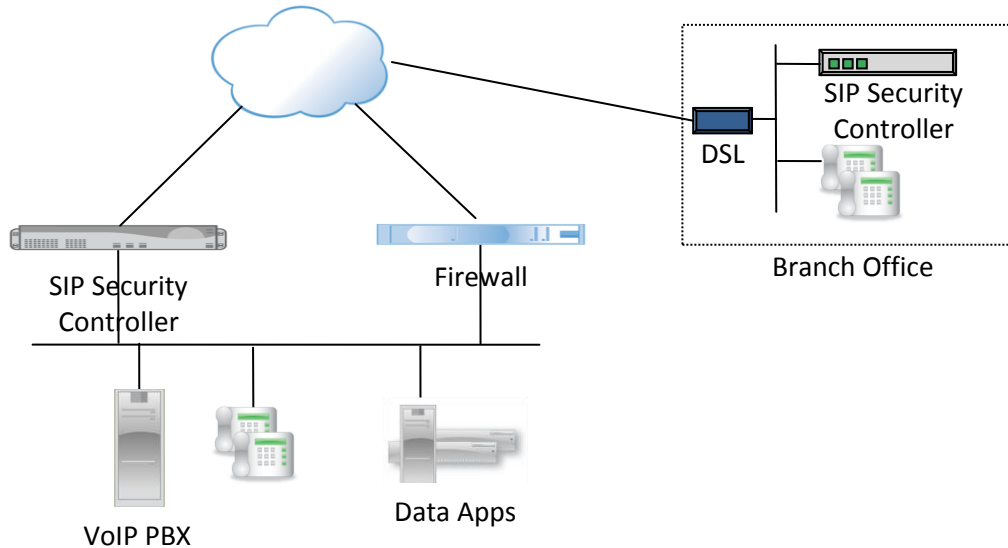 SIP Security
Controller
DSL
Branch Office
SIP Security
Controller
Firewall
VoIP PBX
Data Apps